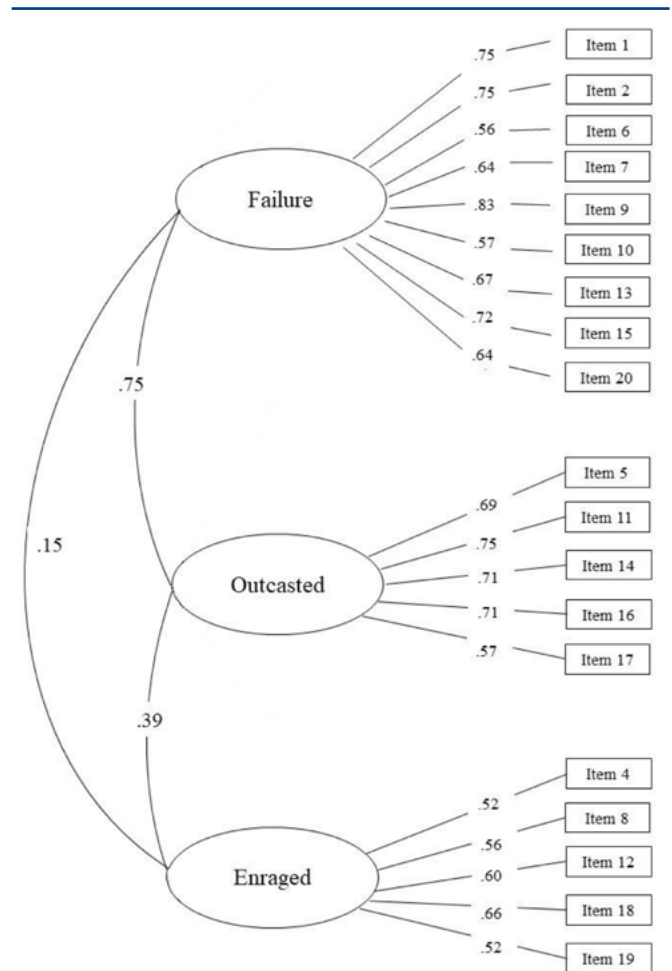 .75 Item 1
.75 Item 2
.56 Item 6
.64 Item 7
Failure
.83 Item 9
.57 Item 10
.67 Item 13
.72 Item 15
.64 Item 20
.75
.69 Item 5
.75 Item 11
.15
.71 Item 14
Outcasted
.71 Item 16
.57 Item 17
.39
.52 Item 4
.56 Item 8
.60 Item 12
Enraged
.66 Item 18
.52 Item 19